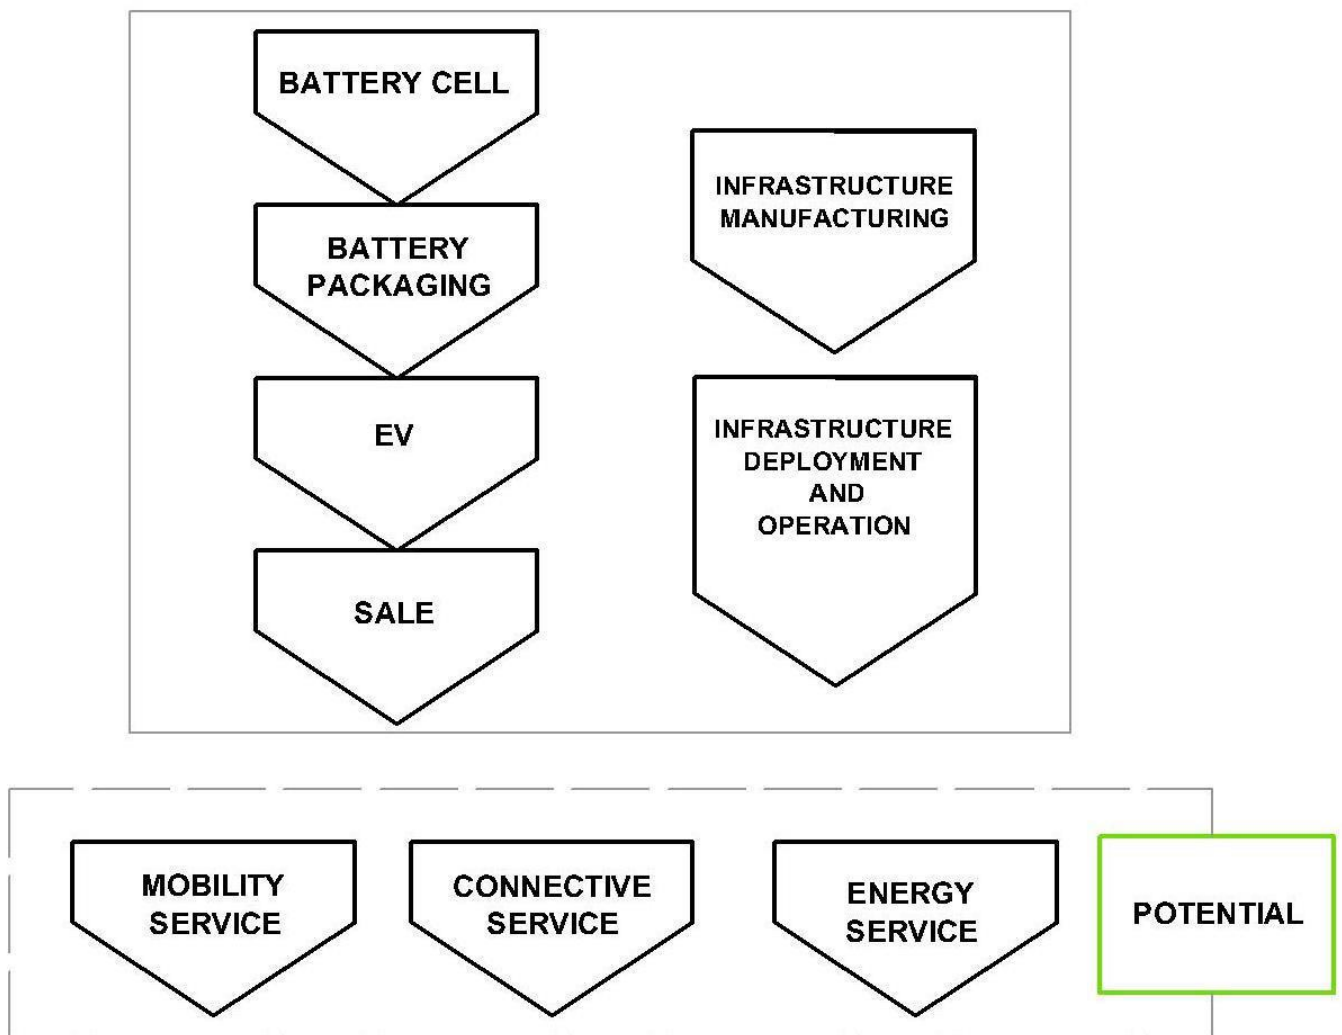 BATTERY CELL
BATTERY
PACKAGING
EV
SALE
INFRASTRUCTURE
MANUFACTURING
INFRASTRUCTURE
DEPLOYMENT
AND
OPERATION
MOBILITY
SERVICE
CONNECTIVE
SERVICE
ENERGY
SERVICE
POTENTIAL